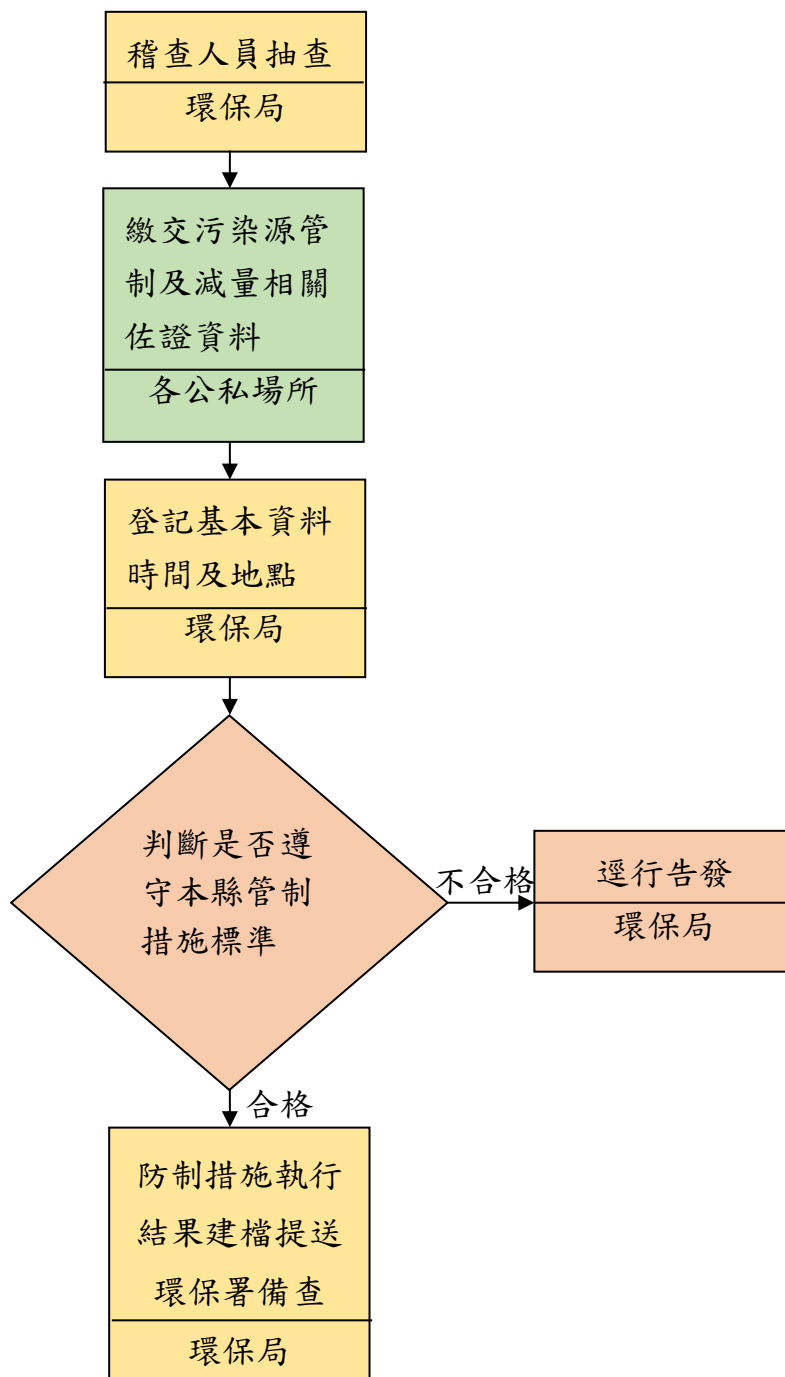 稽查人員抽查
環保局
繳交污染源管
制及減量相關
佐證資料
各公私場所
登記基本資料
時間及地點
環保局
判斷是否遵
守本縣管制
措施標準
不合格
逕行告發
環保局
合格
防制措施執行
結果建檔提送
環保署備查
環保局